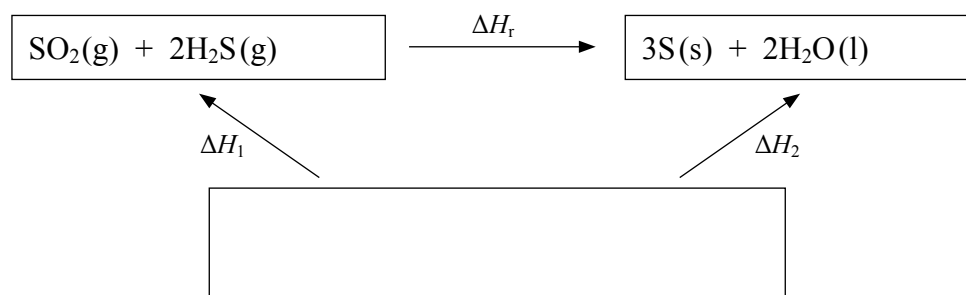 ΔHr
SO2(g) + 2H2S(g)
3S(s) + 2H2O(l)
ΔH1
ΔH2